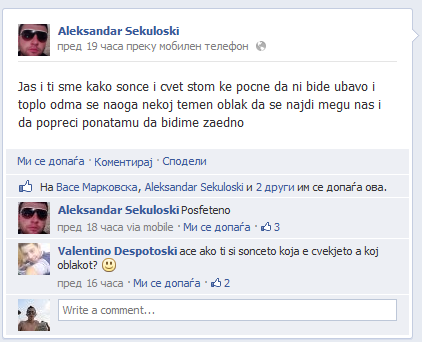 Aleksandar Sekuloski
пред 19 часа преку мобилен телефон
Jas i ti sme kako sonce i cvet stom ke pocne da ni bide ubavo i
toplo odma se naoga nekoj temen oblak da se najdi megu nas i
da popreci ponatamu da bidime zaedno
Ми се допаѓа · Коментирај · Сподели
На Васе Марковска, Aleksandar Sekuloski и 2 други им се допаѓа ова.
Aleksandar Sekuloski Posfeteno
пред 18 часа via mobile · Ми се допаѓа · 3
Valentino Despotoski ace ako ti si sonceto koja e cvekjeto a koj
oblakot?
пред 16 часа · Ми се допаѓа · 2
Write a comment...